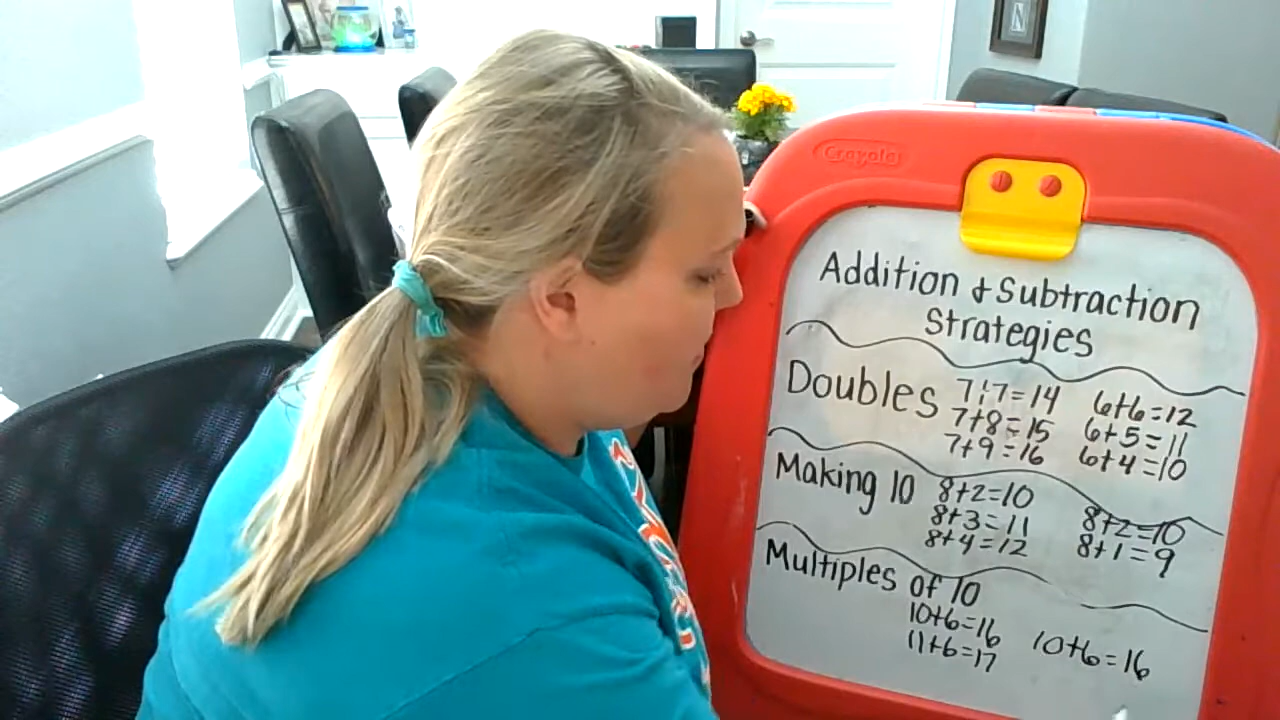 Crayola
Addition & Subtraction
Strategies
Doubles
7+7=14
7+8=15
7+9=16
6+6=12
6+5=11
6+4=10
Making 10
8+2=10
8+3=11
8+4=12
8+2=10
8+1=9
Multiples of 10
10+6=16
11+6=17
10+6=16
N